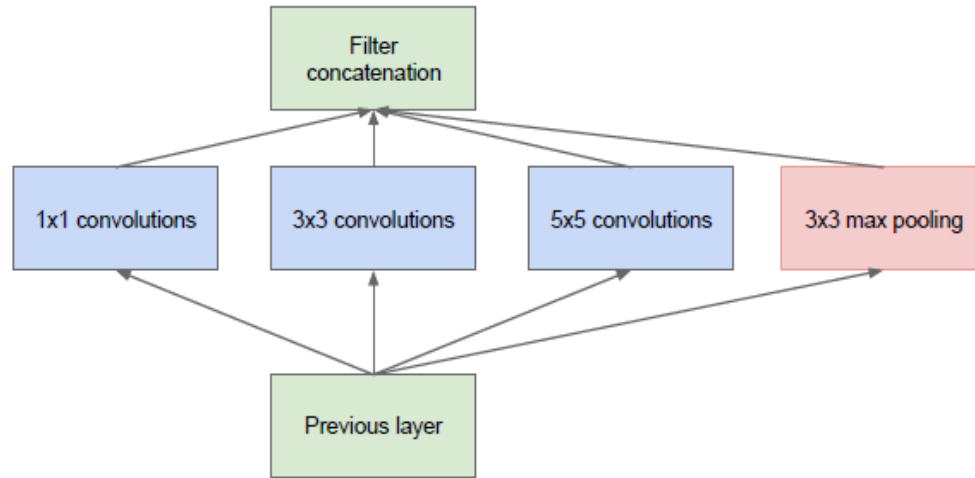 Filter
concatenation
1x1 convolutions
3x3 convolutions
5x5 convolutions
3x3 max pooling
Previous layer